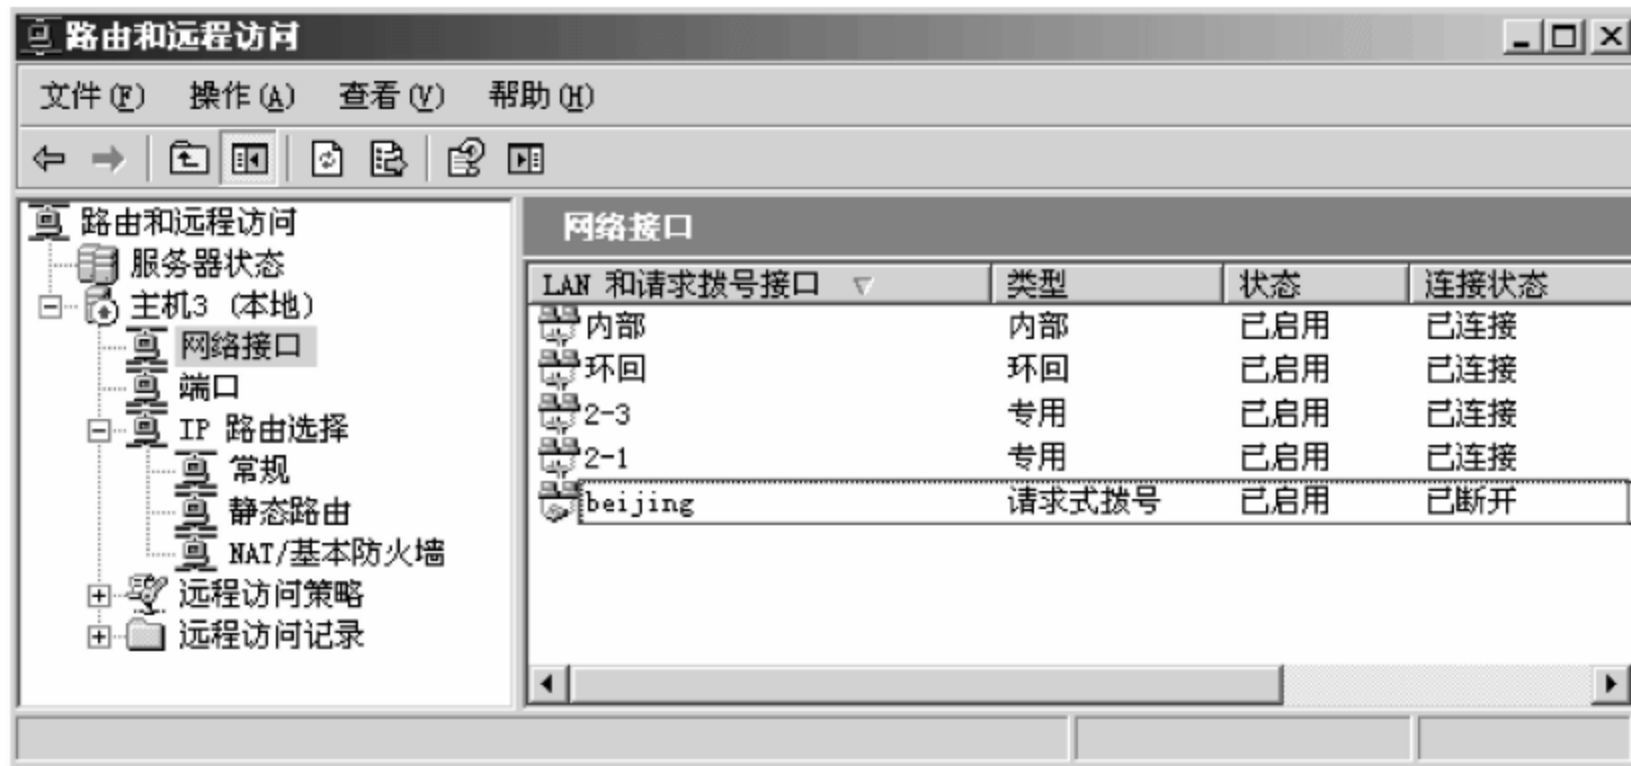 路由和远程访问
文件(F) 操作(A) 查看(V) 帮助(H)
路由和远程访问
服务器状态
主机3 (本地)
网络接口
端口
IP 路由选择
常规
静态路由
NAT/基本防火墙
远程访问策略
远程访问记录
网络接口
LAN 和请求拨号接口 类型 状态 连接状态
内部 内部 已启用 已连接
环回 环回 已启用 已连接
2-3 专用 已启用 已连接
2-1 专用 已启用 已连接
beijing 请求式拨号 已启用 已断开